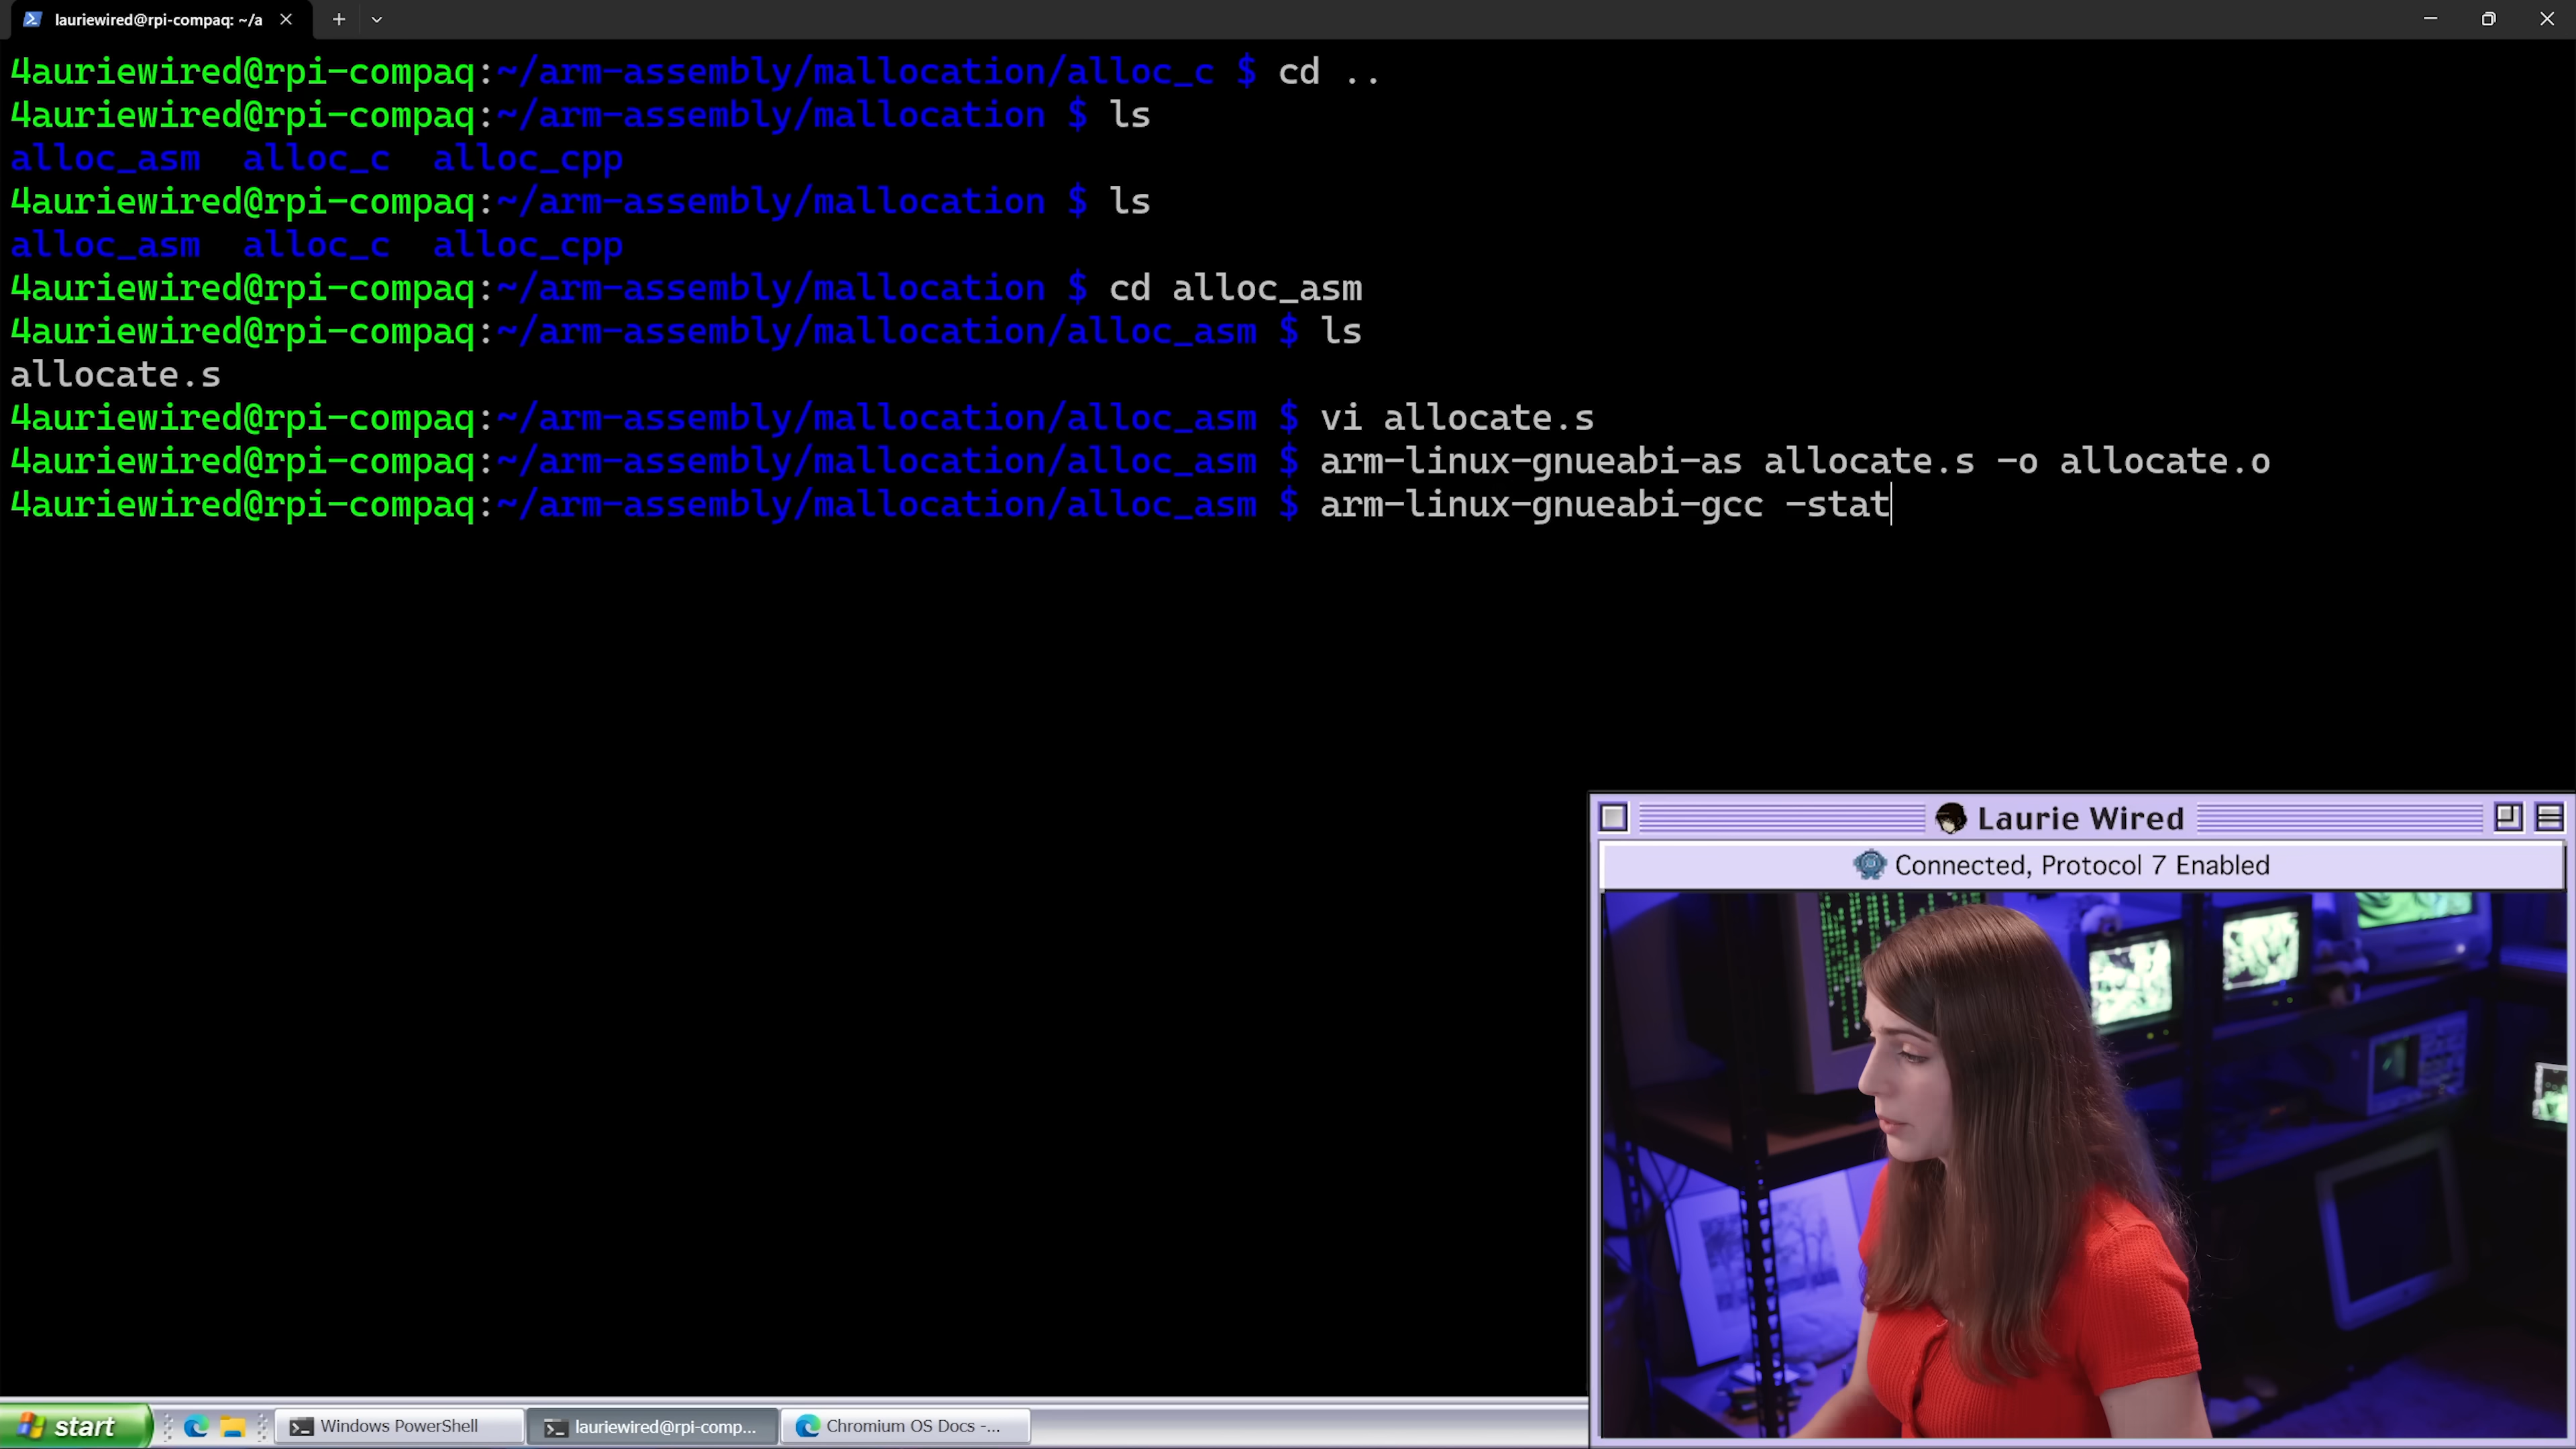 lauriewired@rpi-compaq: ~/a
4auriewired@rpi-compaq:~/arm-assembly/mallocation/alloc_c $ cd ..
4auriewired@rpi-compaq:~/arm-assembly/mallocation $ ls
alloc_asm alloc_c alloc_cpp
4auriewired@rpi-compaq:~/arm-assembly/mallocation $ ls
alloc_asm alloc_c alloc_cpp
4auriewired@rpi-compaq:~/arm-assembly/mallocation $ cd alloc_asm
4auriewired@rpi-compaq:~/arm-assembly/mallocation/alloc_asm $ ls
allocate.s
4auriewired@rpi-compaq:~/arm-assembly/mallocation/alloc_asm $ vi allocate.s
4auriewired@rpi-compaq:~/arm-assembly/mallocation/alloc_asm $ arm-linux-gnueabi-as allocate.s -o allocate.o
4auriewired@rpi-compaq:~/arm-assembly/mallocation/alloc_asm $ arm-linux-gnueabi-gcc -stat
Laurie Wired
Connected, Protocol 7 Enabled
start Windows PowerShell lauriewired@rpi-comp... Chromium OS Docs -...